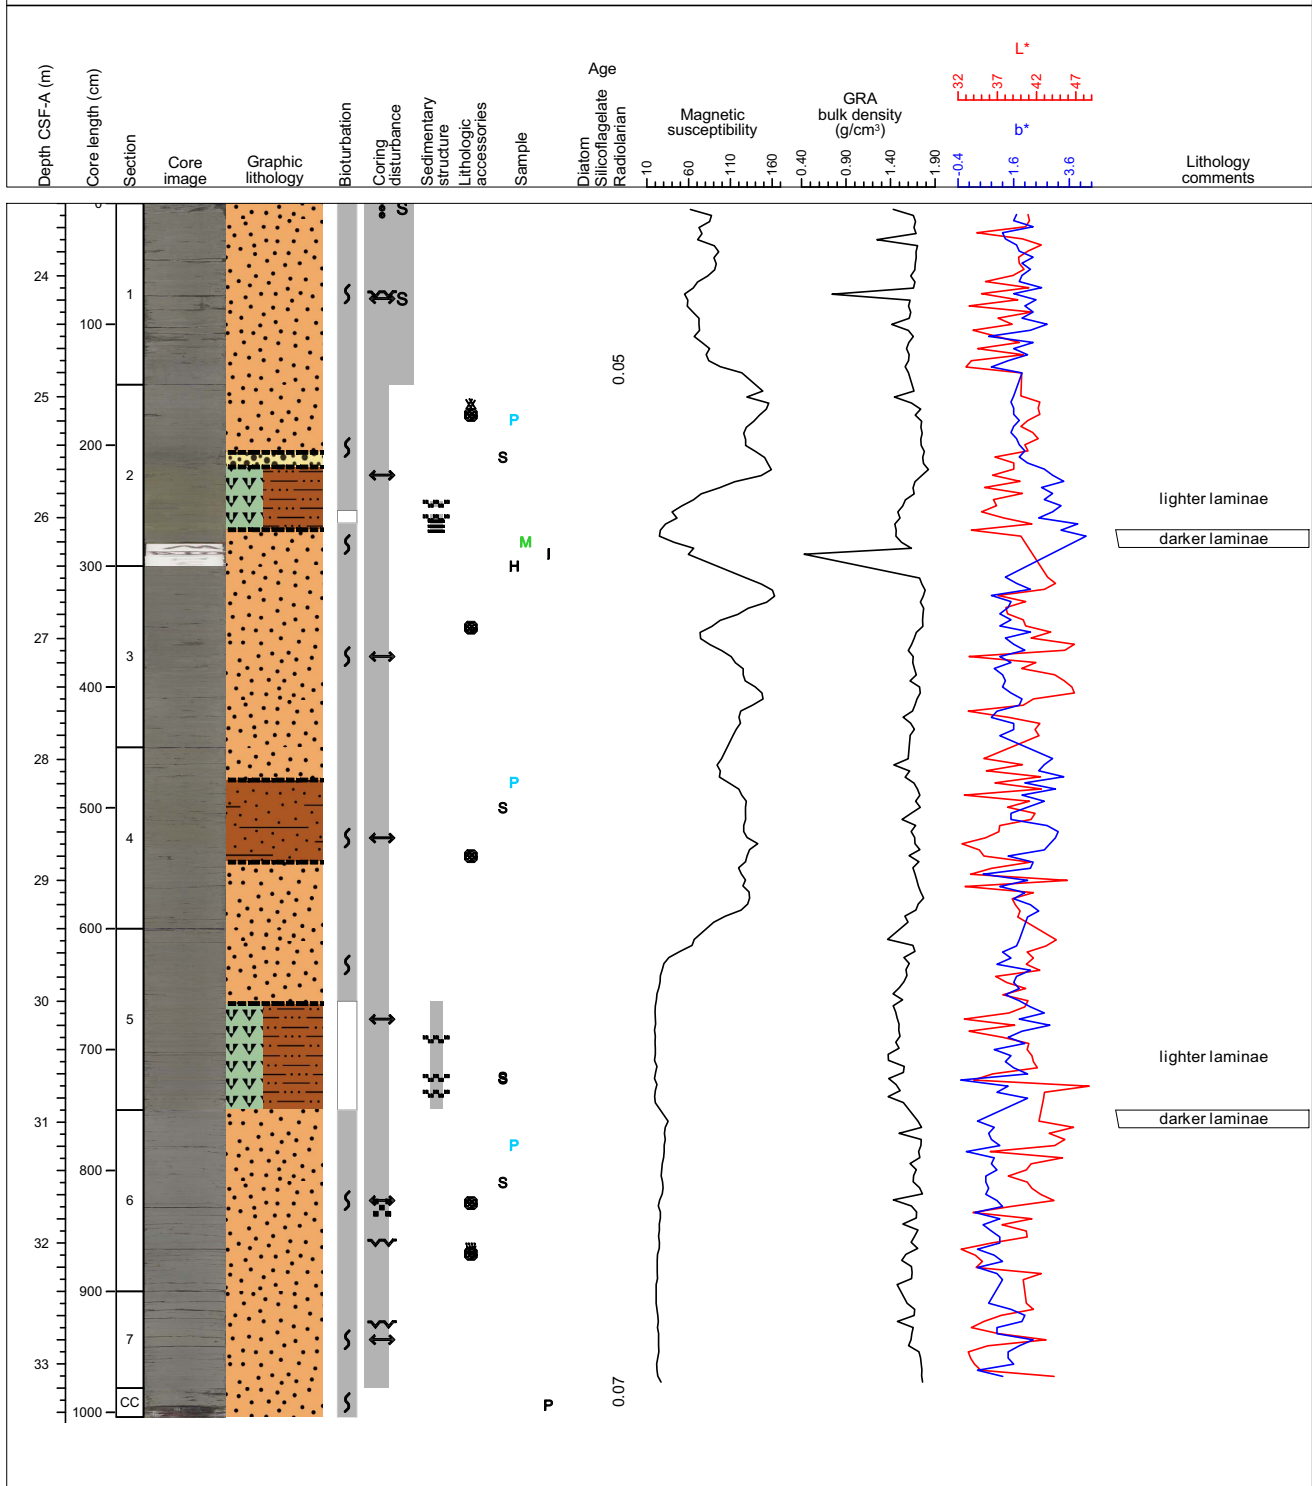 L*
32 37 42 47
Age
Depth CSF-A (m)
Core length (cm)
Section
Core
image
Graphic
lithology
Bioturbation
Coring
disturbance
Sedimentary
structure
Lithologic
accessories
Sample
Diatom
Silicoflagelate
Radiolarian
Magnetic
susceptibility
10 60 110 160
GRA
bulk density
(g/cm³)
0.40 0.90 1.40 1.90
b*
-0.4 1.6 3.6
Lithology
comments
0
S
24
1
S
100
0.05
25
P
200
S
2
lighter laminae
26
M
darker laminae
I
300
H
27
3
400
28
P
500
S
4
29
600
30
5
700
lighter laminae
S
31
darker laminae
P
800
S
6
32
900
7
33
0.07
CC
P
1000